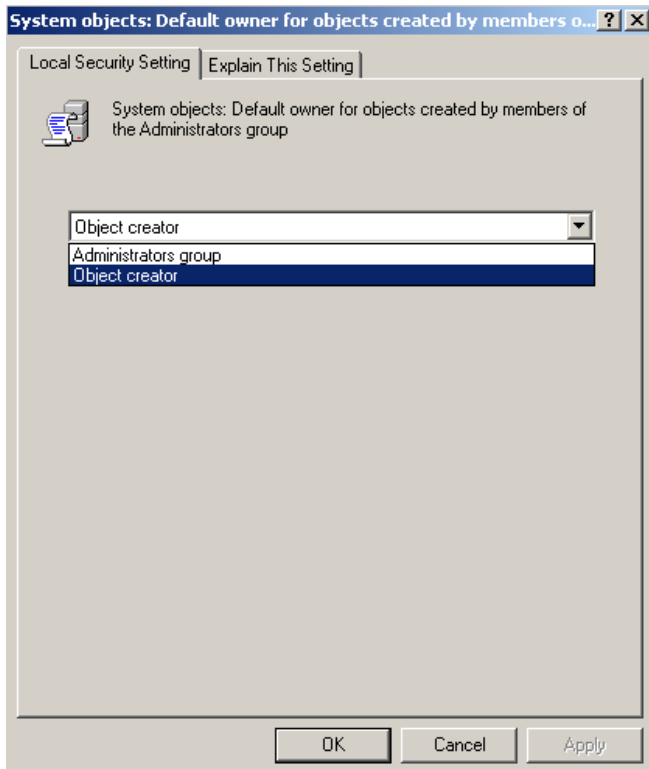 System objects: Default owner for objects created by members o...
Local Security Setting
Explain This Setting
System objects: Default owner for objects created by members of
the Administrators group
Object creator
Administrators group
Object creator
OK
Cancel
Apply